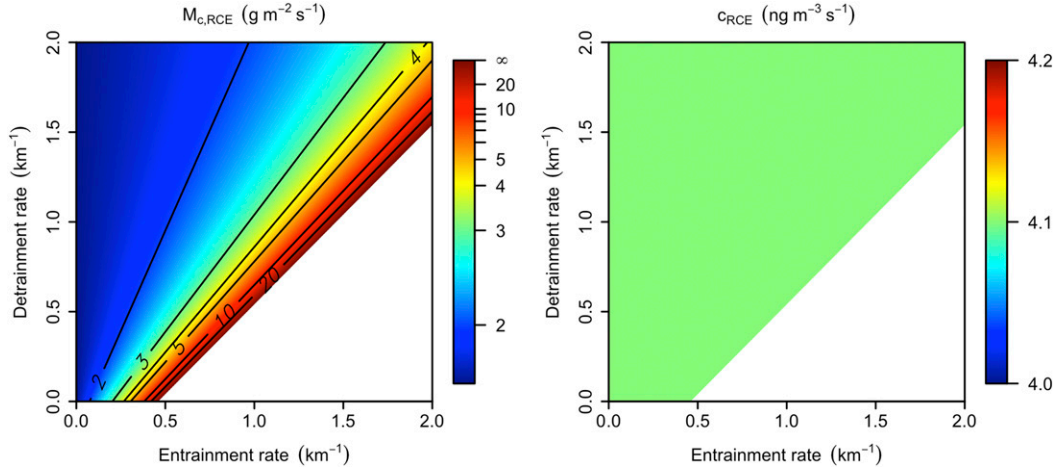 M_c,RCE (g m⁻² s⁻¹)
2.0
1.5
1.0
0.5
0.0
Detrainment rate (km⁻¹)
0.0 0.5 1.0 1.5 2.0
Entrainment rate (km⁻¹)
2 3 5 10 20 4
∞
20
10
5
4
3
2
c_RCE (ng m⁻³ s⁻¹)
2.0
1.5
1.0
0.5
0.0
Detrainment rate (km⁻¹)
0.0 0.5 1.0 1.5 2.0
Entrainment rate (km⁻¹)
4.2
4.1
4.0